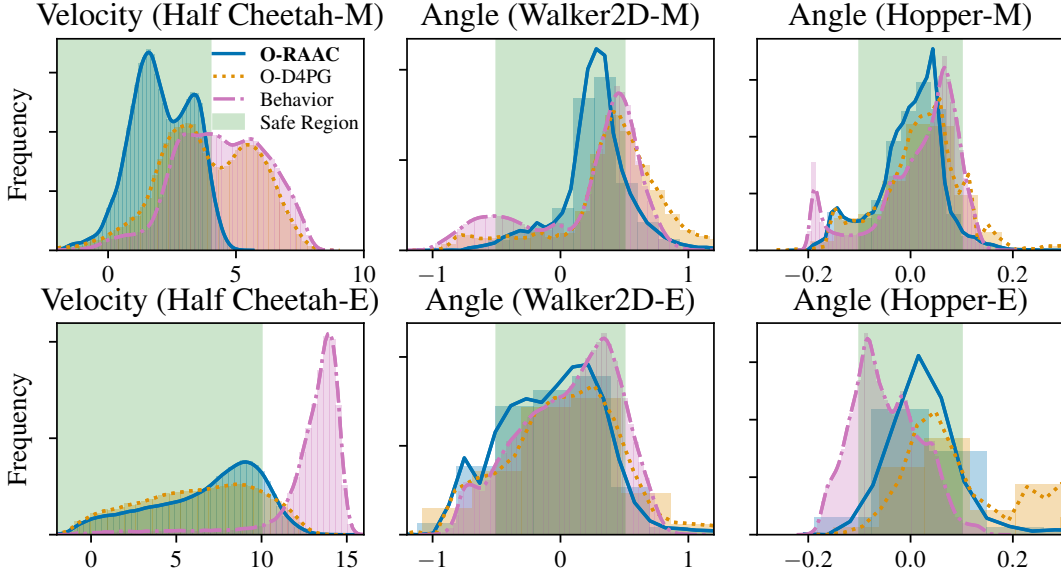 Velocity (Half Cheetah-M)
Angle (Walker2D-M)
Angle (Hopper-M)
Frequency
O-RAAC
O-D4PG
Behavior
Safe Region
0 5 10
−1 0 1
−0.2 0.0 0.2
Velocity (Half Cheetah-E)
Angle (Walker2D-E)
Angle (Hopper-E)
Frequency
0 5 10 15
−1 0 1
−0.2 0.0 0.2